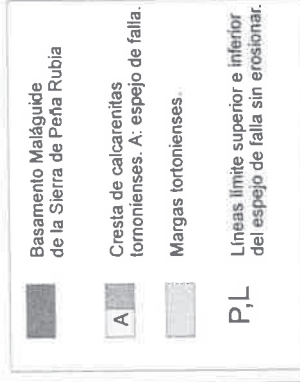 Basamento Maláguide
de la Sierra de Peña Rubia
A
Cresta de calcarenitas
tornonienses. A: espejo de falla.
Margas tortonienses.
P,L
Líneas límite superior e inferior
del espejo de falla sin erosionar.